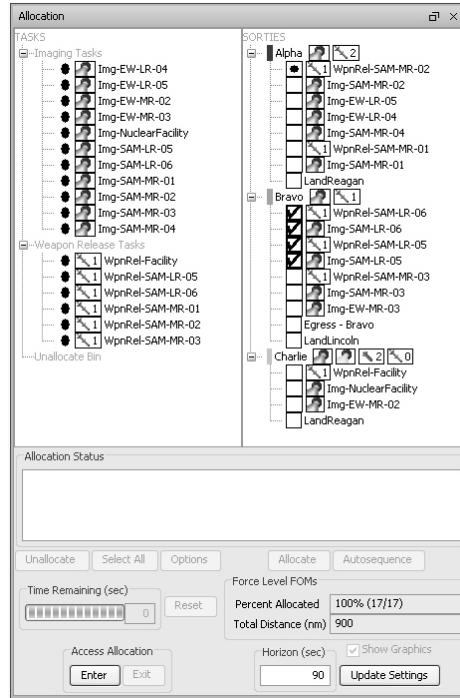 Allocation
TASKS
Imaging Tasks
Img-EW-LR-04
Img-EW-LR-05
Img-EW-MR-02
Img-EW-MR-03
Img-NuclearFacility
Img-SAM-LR-05
Img-SAM-LR-06
Img-SAM-MR-01
Img-SAM-MR-02
Img-SAM-MR-03
Img-SAM-MR-04
Weapon Release Tasks
1 WpnRel-Facility
1 WpnRel-SAM-LR-05
1 WpnRel-SAM-LR-06
1 WpnRel-SAM-MR-01
1 WpnRel-SAM-MR-02
1 WpnRel-SAM-MR-03
Unallocate Bin
SORTIES
Alpha 2
1 WpnRel-SAM-MR-02
Img-SAM-MR-02
Img-EW-LR-05
Img-EW-LR-04
Img-SAM-MR-04
1 WpnRel-SAM-MR-01
Img-SAM-MR-01
LandReagan
Bravo 1
1 WpnRel-SAM-LR-06
Img-SAM-LR-06
1 WpnRel-SAM-LR-05
Img-SAM-LR-05
1 WpnRel-SAM-MR-03
Img-SAM-MR-03
Img-EW-MR-03
Egress - Bravo
LandLincoln
Charlie 2 0
1 WpnRel-Facility
Img-NuclearFacility
Img-EW-MR-02
LandReagan
Allocation Status
Unallocate Select All Options Allocate Autosequence
Time Remaining (sec)
0
Reset
Force Level FOMs
Percent Allocated 100% (17/17)
Total Distance (nm) 900
Access Allocation
Enter Exit
Horizon (sec)
90
Show Graphics
Update Settings